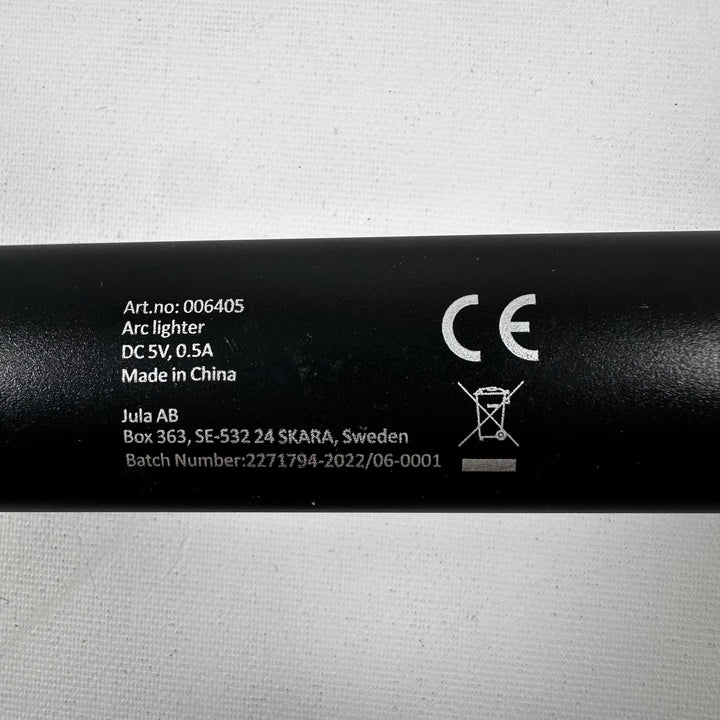 Art.no: 006405
Arc lighter
DC 5V, 0.5A
Made in China
Jula AB
Box 363, SE-532 24 SKARA, Sweden
Batch Number:2271794-2022/06-0001
CE